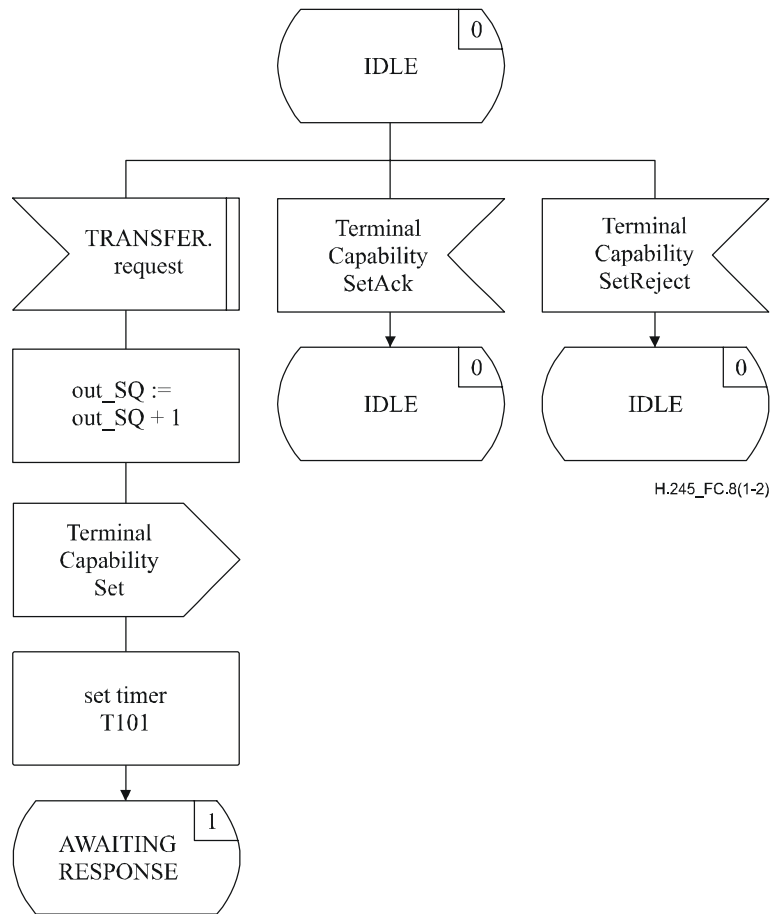 0
IDLE
TRANSFER.
request
Terminal
Capability
SetAck
Terminal
Capability
SetReject
out_SQ :=
out_SQ + 1
0
IDLE
0
IDLE
H.245_FC.8(1-2)
Terminal
Capability
Set
set timer
T101
1
AWAITING
RESPONSE